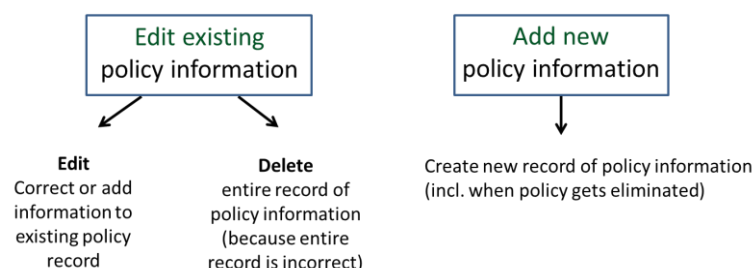 Edit existing
policy information
Add new
policy information
Edit
Correct or add
information to
existing policy
record
Delete
entire record of
policy information
(because entire
record is incorrect)
Create new record of policy information
(incl. when policy gets eliminated)